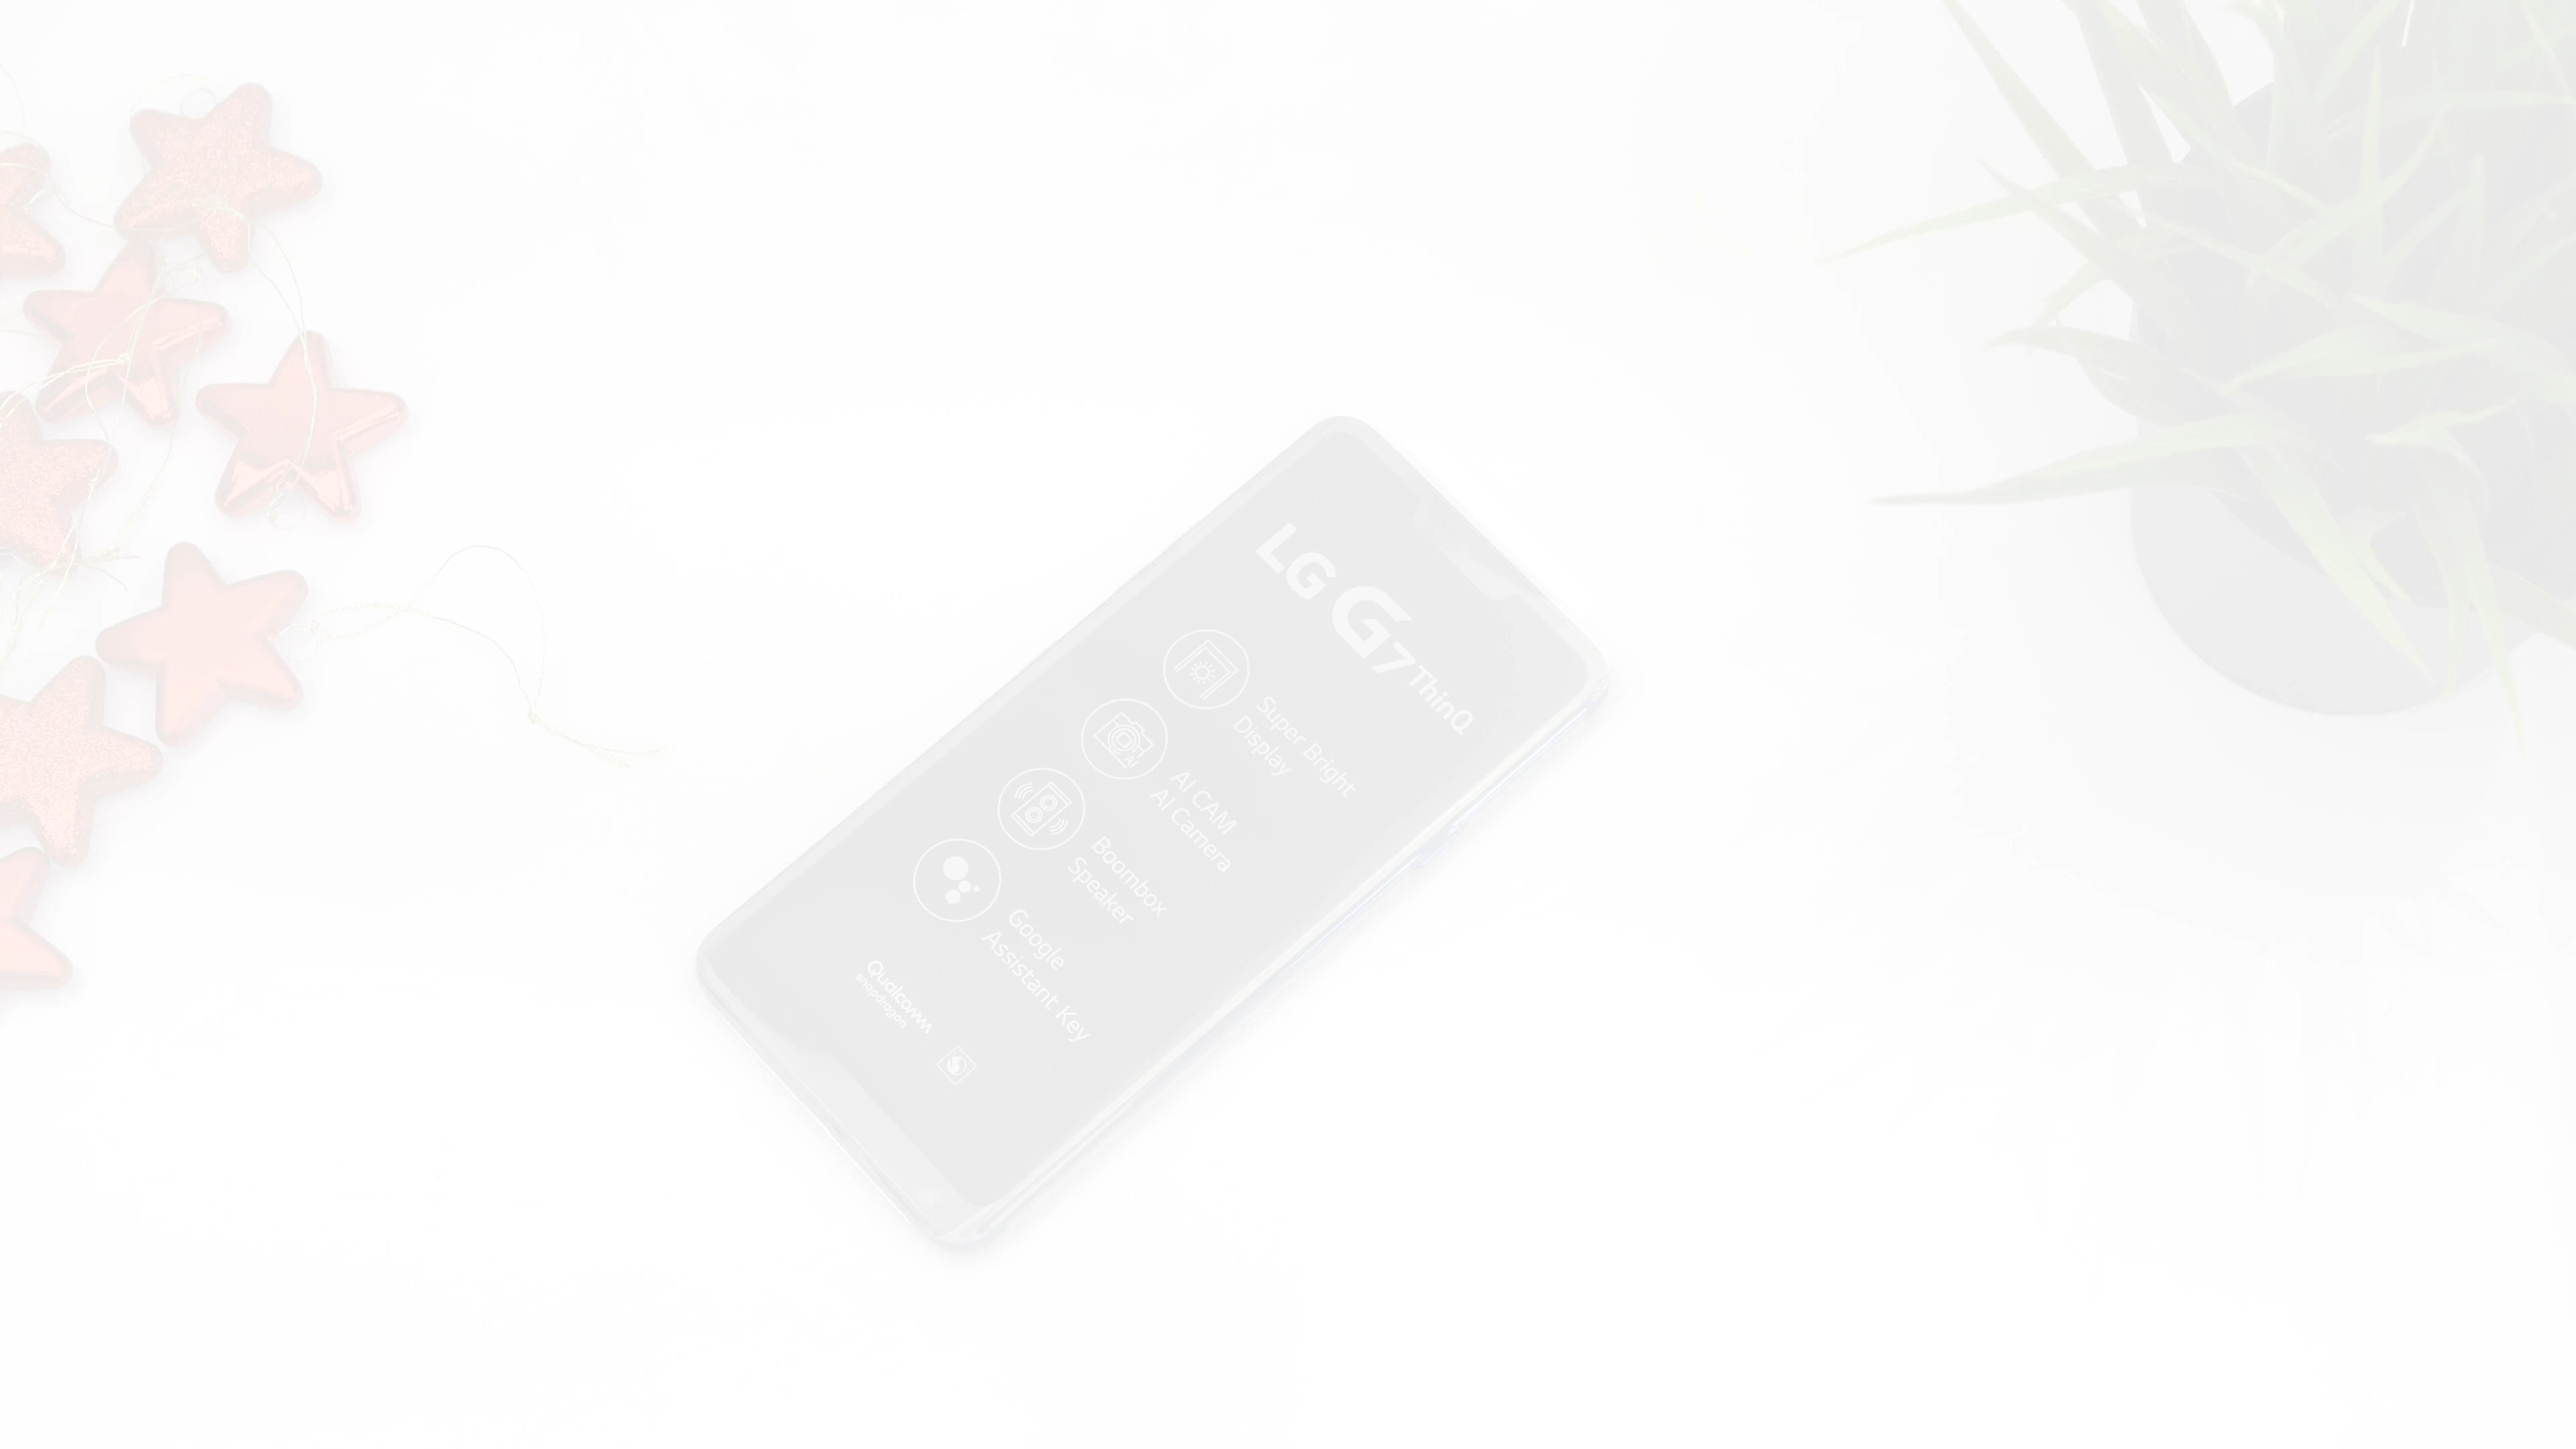 LG G7 ThinQ
Super Bright
Display
AI CAM
AI Camera
Boombox
Speaker
Google
Assistant Key
Qualcomm
snapdragon